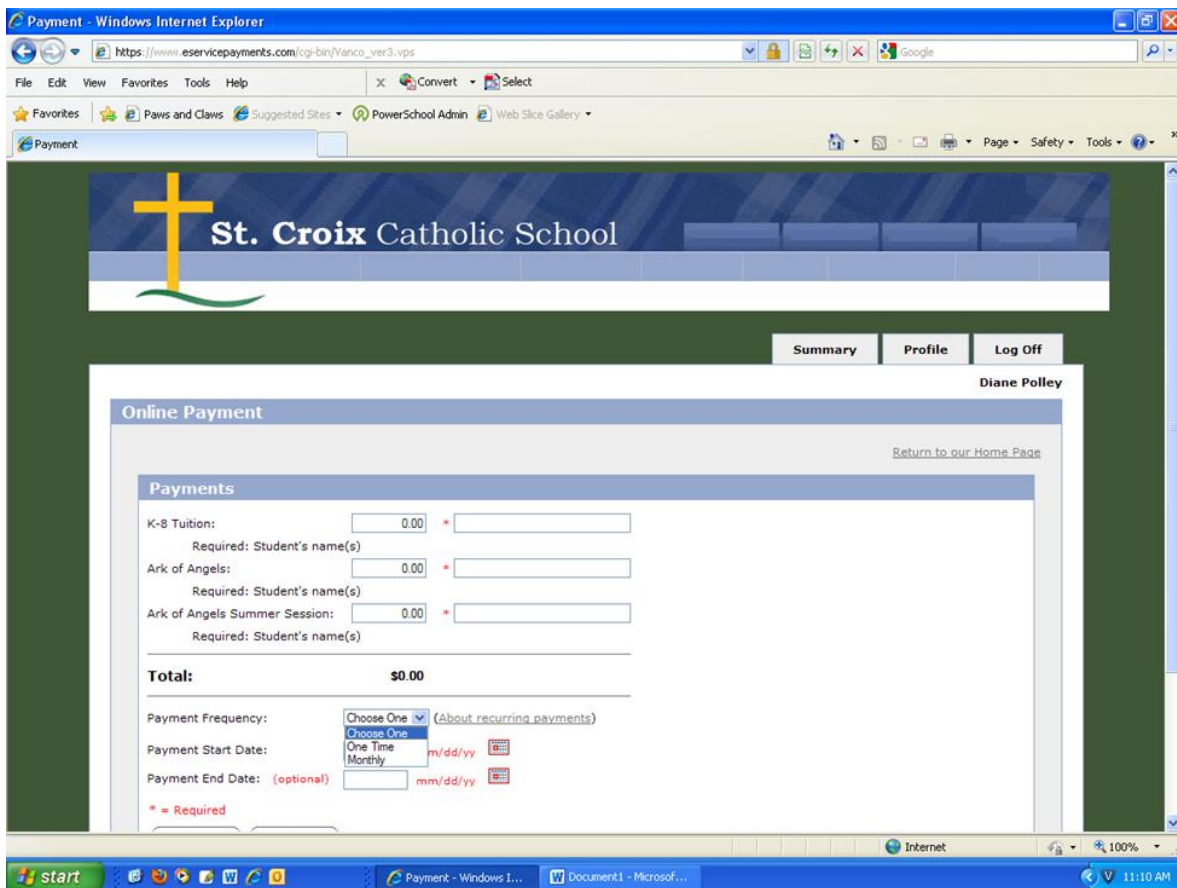 Payment - Windows Internet Explorer
https://www.eservicepayments.com/cgi-bin/Vanco_ver3.vps
Google
File Edit View Favorites Tools Help x Convert Select
Favorites Paws and Claws Suggested Sites PowerSchool Admin Web Slice Gallery
Payment Page Safety Tools
St. Croix Catholic School
Summary Profile Log Off
Diane Polley
Online Payment
Return to our Home Page
Payments
K-8 Tuition: 0.00 *
Required: Student's name(s)
Ark of Angels: 0.00 *
Required: Student's name(s)
Ark of Angels Summer Session: 0.00 *
Required: Student's name(s)
Total: $0.00
Payment Frequency: Choose One (About recurring payments)
Choose One
One Time
Monthly
Payment Start Date: m/dd/yy
Payment End Date: (optional) mm/dd/yy
* = Required
Internet 100%
start Payment - Windows I... Document1 - Microsof... 11:10 AM